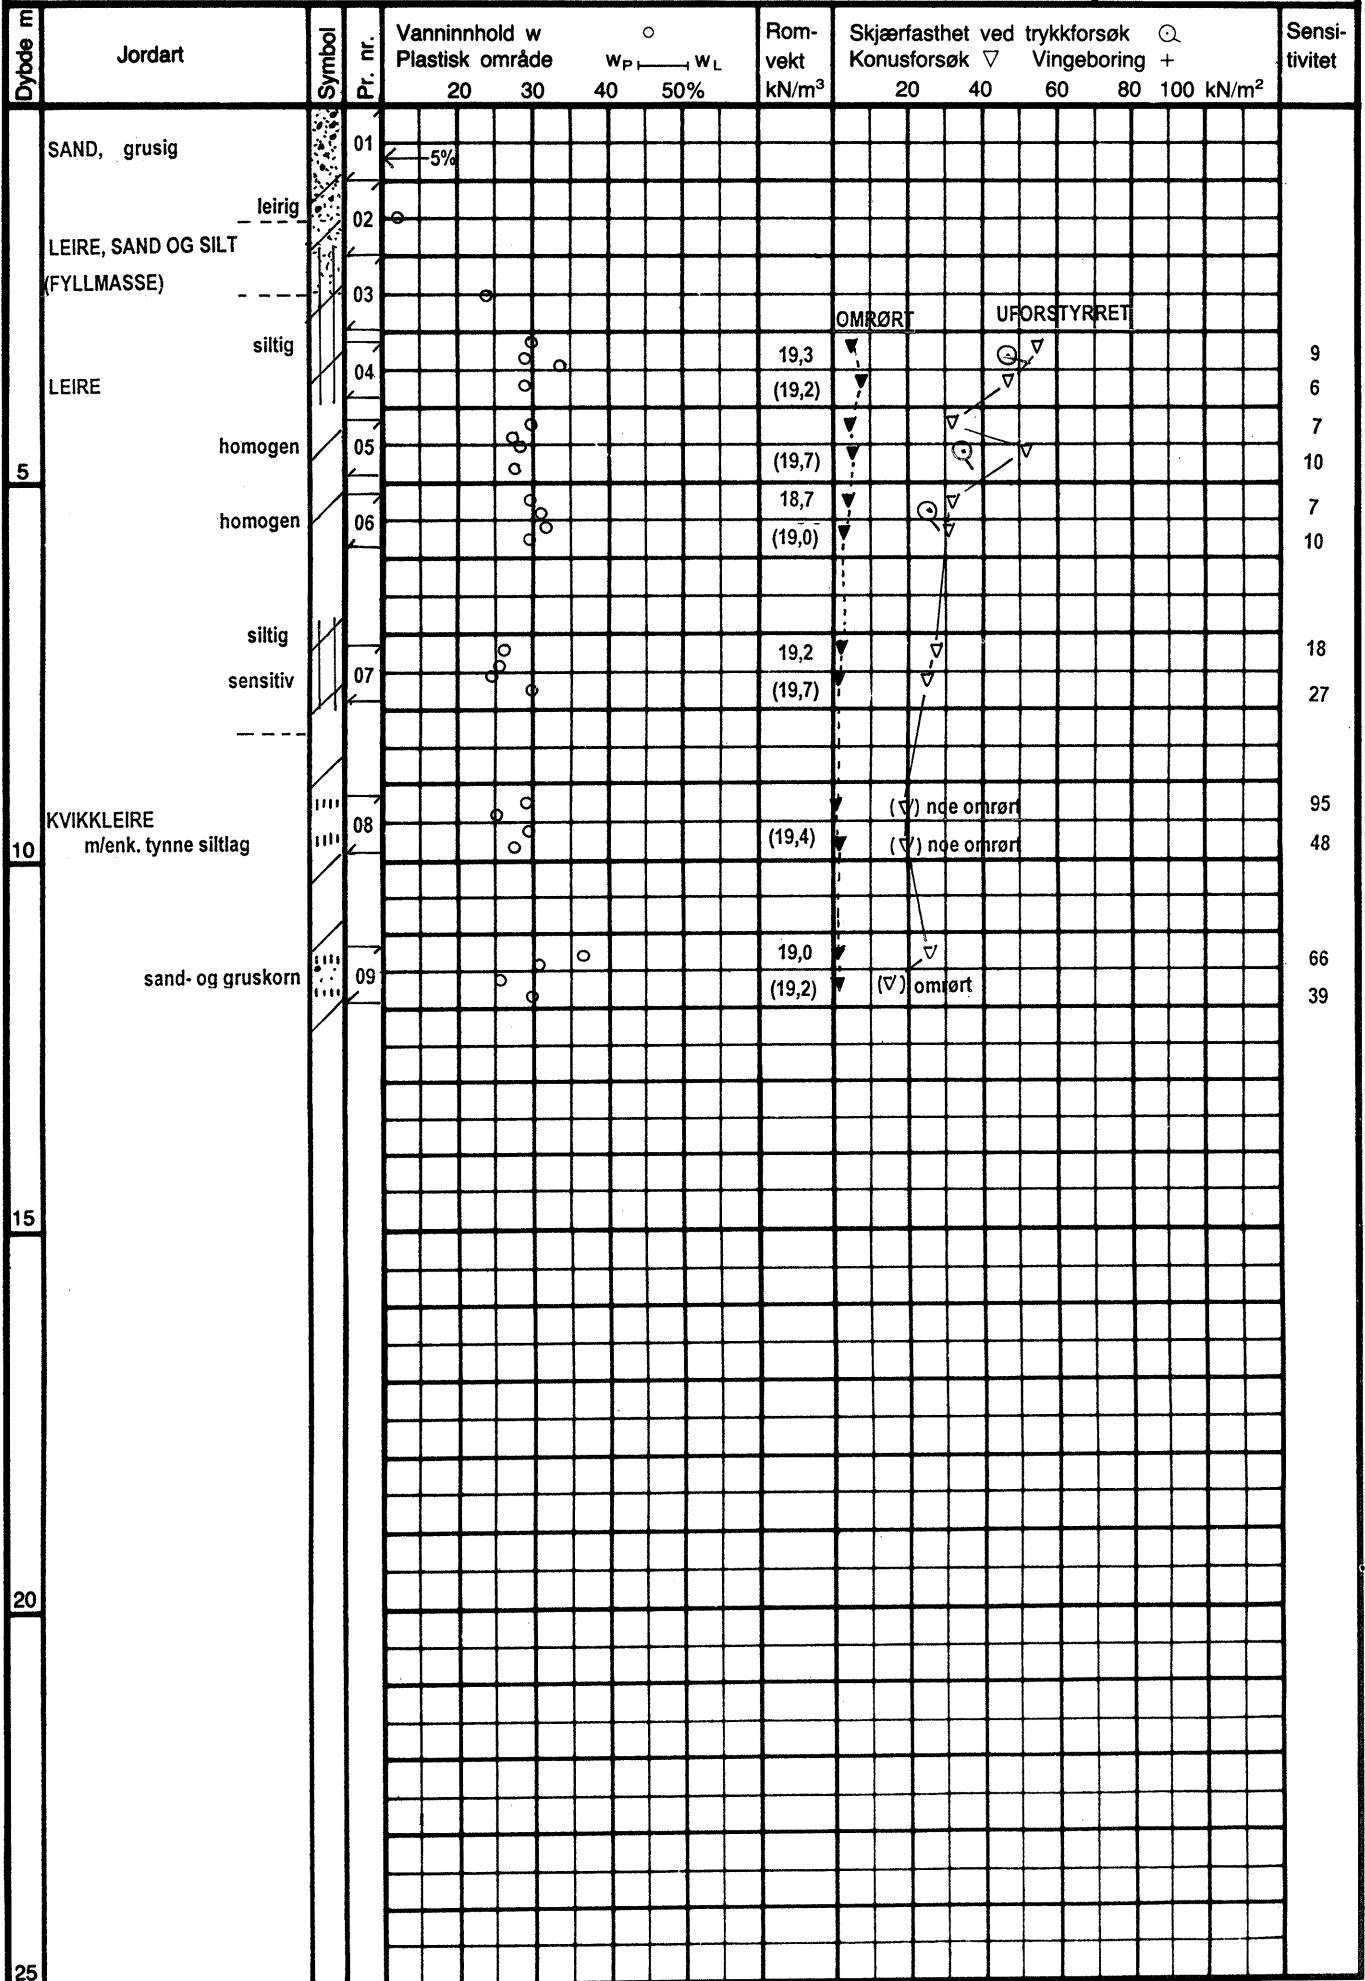 Dybde m
Jordart
Symbol
Pr. nr.
Vanninnhold w
Plastisk område wP wL
20 30 40 50%
Rom-
vekt
kN/m³
Skjærfasthet ved trykkforsøk
Konusforsøk ▽ Vingeboring +
20 40 60 80 100 kN/m²
Sensi-
tivitet
SAND, grusig 01
5%
leirig 02
LEIRE, SAND OG SILT
(FYLLMASSE)
03
OMRØRT UFORSTYRRET
siltig 19,3 9
04
LEIRE (19,2) 6
7
homogen 05
5 (19,7) 10
18,7 7
homogen 06
(19,0) 10
siltig 19,2 18
sensitiv 07
(19,7) 27
(▽) noe omrørt 95
KVIKKLEIRE 08
10 m/enk. tynne siltlag (19,4) (▽) noe omrørt 48
19,0 66
sand- og gruskorn 09
(19,2) (▽) omrørt 39
15
20
25